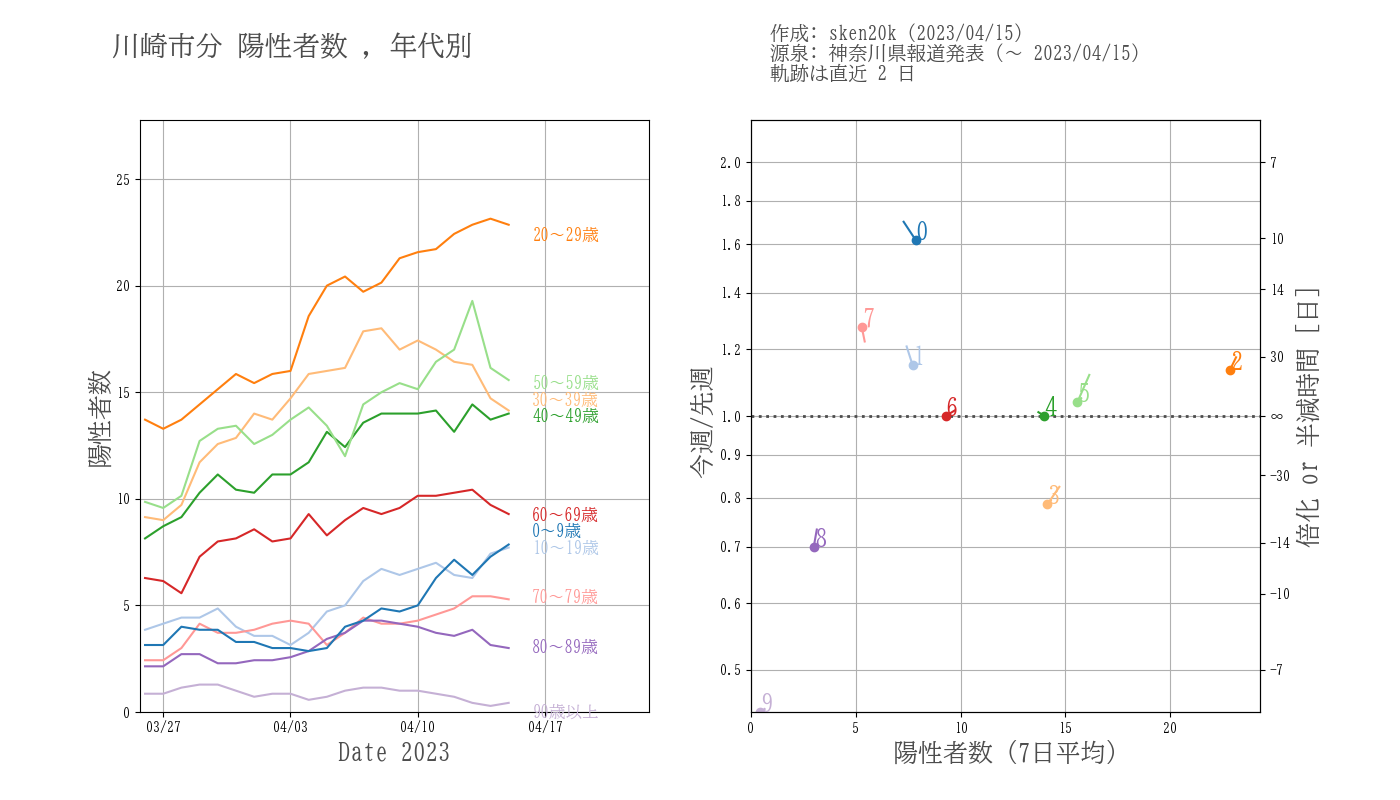 川崎市分 陽性者数 , 年代別
作成: sken20k (2023/04/15)
源泉: 神奈川県報道発表 (～ 2023/04/15)
軌跡は直近 2 日
陽性者数
25
20
15
10
5
0
20～29歳
50～59歳
30～39歳
40～49歳
60～69歳
0～9歳
10～19歳
70～79歳
80～89歳
90歳以上
03/27 04/03 04/10 04/17
Date 2023
今週/先週
2.0
1.8
1.6
1.4
1.2
1.0
0.9
0.8
0.7
0.6
0.5
0
7
1
2
5
6
4
3
8
9
7
10
14
30
∞
-30
-14
-10
-7
倍化 or 半減時間 [日]
0 5 10 15 20
陽性者数 (7日平均)